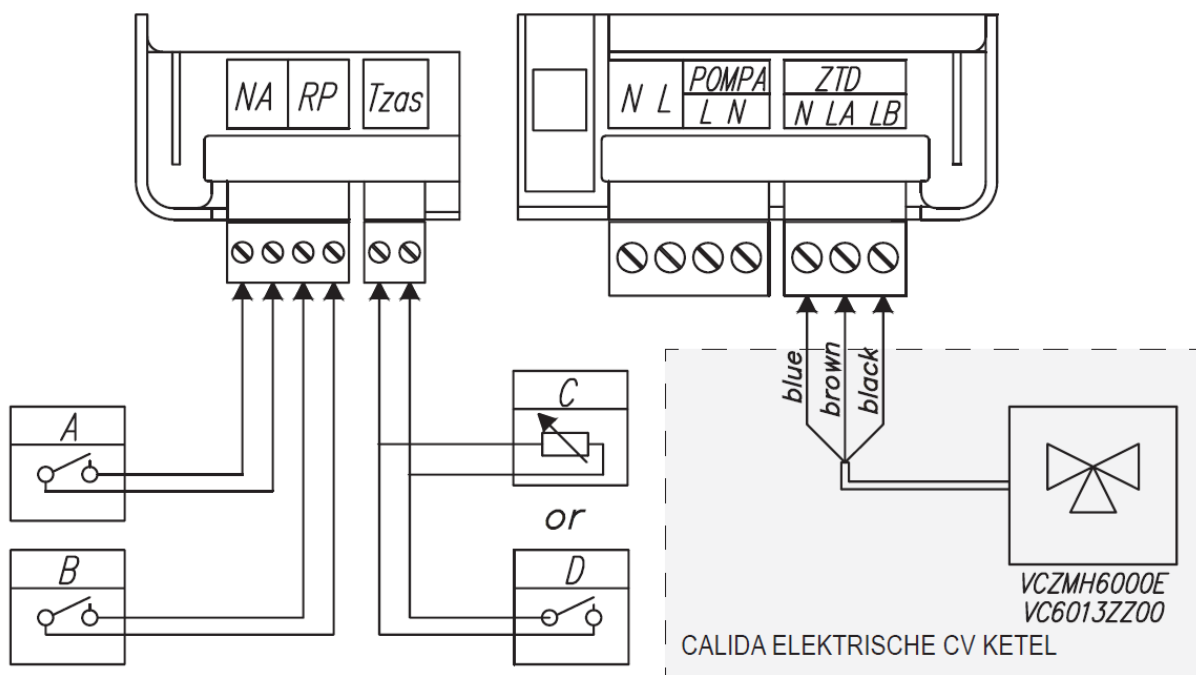 NA RP Tzas
N L POMPA ZTD
L N N LA LB
blue
brown
black
A
B
C
or
D
VCZMH6000E
VC6013ZZ00
CALIDA ELEKTRISCHE CV KETEL